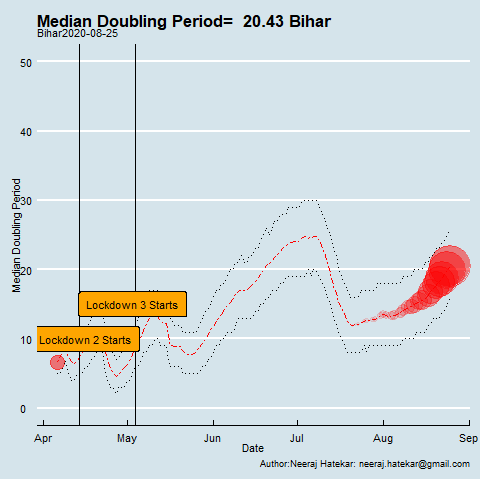 Median Doubling Period=  20.43 Bihar
Bihar2020-08-25
50
40
30
20
10
0
Median Doubling Period
Lockdown 3 Starts
Lockdown 2 Starts
Apr May Jun Jul Aug Sep
Date
Author:Neeraj Hatekar: neeraj.hatekar@gmail.com